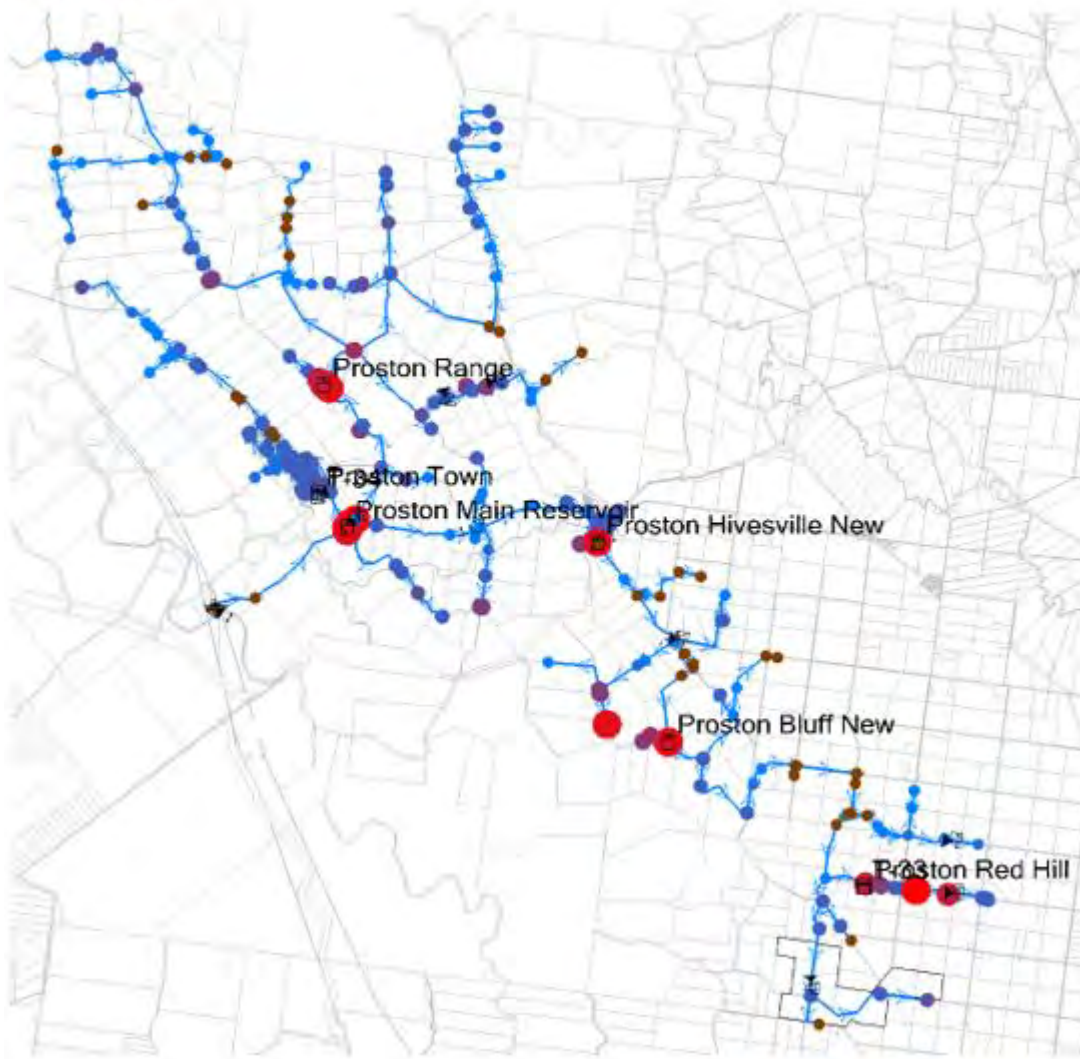 Proston Range
Proston Town
Proston Main Reservoir
Proston Hivesville New
Proston Bluff New
Proston Red Hill